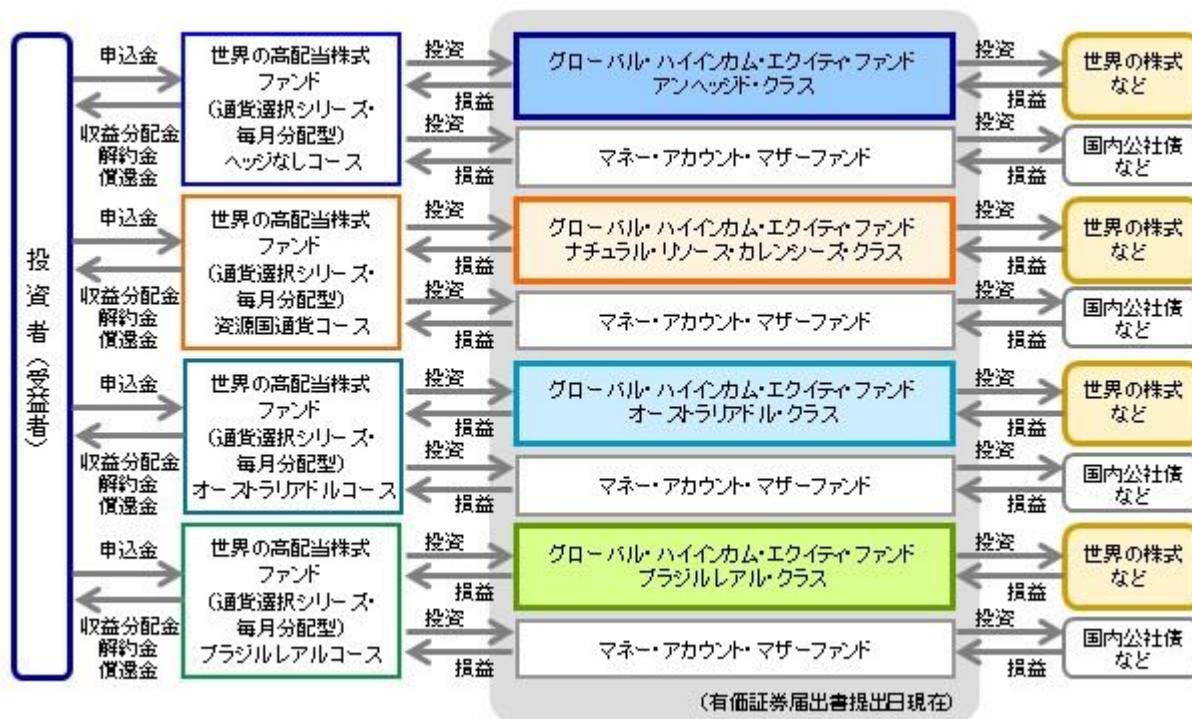 投資者(受益者)
申込金
収益分配金
解約金
償還金
世界の高配当株式
ファンド
(通貨選択シリーズ・
毎月分配型)
ヘッジなしコース
投資
損益
投資
損益
グローバル・ハイインカム・エクイティ・ファンド
アンヘッジド・クラス
マネー・アカウント・マザーファンド
投資
損益
投資
損益
世界の株式
など
国内公社債
など
申込金
収益分配金
解約金
償還金
世界の高配当株式
ファンド
(通貨選択シリーズ・
毎月分配型)
資源国通貨コース
投資
損益
投資
損益
グローバル・ハイインカム・エクイティ・ファンド
ナチュラル・リソース・カレンシーズ・クラス
マネー・アカウント・マザーファンド
投資
損益
投資
損益
世界の株式
など
国内公社債
など
申込金
収益分配金
解約金
償還金
世界の高配当株式
ファンド
(通貨選択シリーズ・
毎月分配型)
オーストラリアドルコース
投資
損益
投資
損益
グローバル・ハイインカム・エクイティ・ファンド
オーストラリアドル・クラス
マネー・アカウント・マザーファンド
投資
損益
投資
損益
世界の株式
など
国内公社債
など
申込金
収益分配金
解約金
償還金
世界の高配当株式
ファンド
(通貨選択シリーズ・
毎月分配型)
ブラジルレアルコース
投資
損益
投資
損益
グローバル・ハイインカム・エクイティ・ファンド
ブラジルレアル・クラス
マネー・アカウント・マザーファンド
投資
損益
投資
損益
世界の株式
など
国内公社債
など
(有価証券届出書提出日現在)